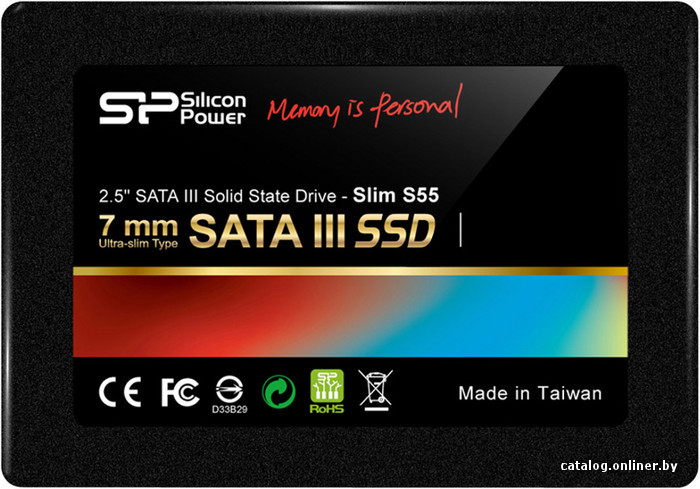 SP Silicon Power Memory is Personal
2.5" SATA III Solid State Drive - Slim S55
7 mm Ultra-slim Type SATA III SSD
CE FC D33B29 SP RoHS
Made in Taiwan
catalog.onliner.by